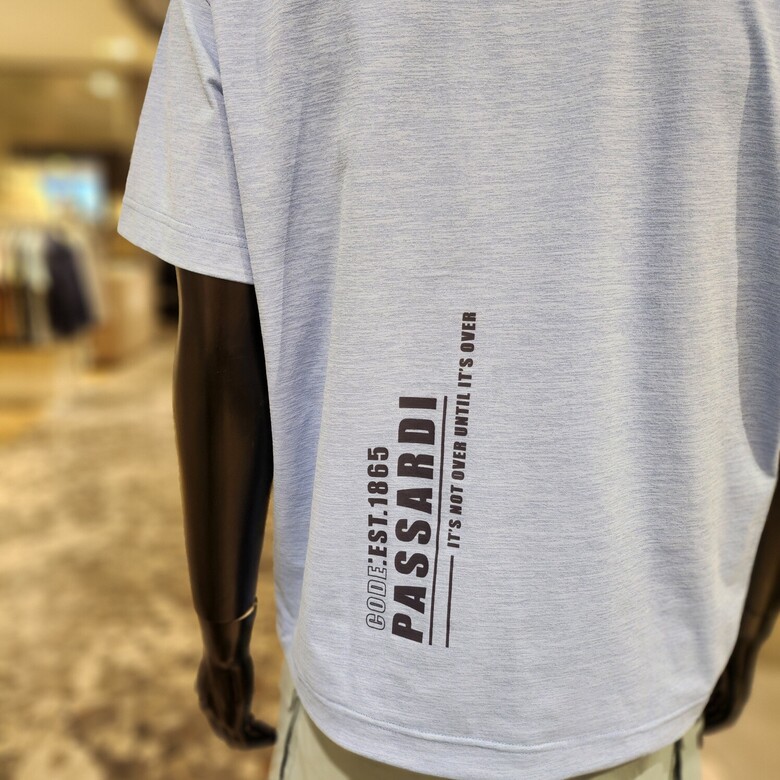 CODE:EST.1865
PASSARDI
IT'S NOT OVER UNTIL IT'S OVER